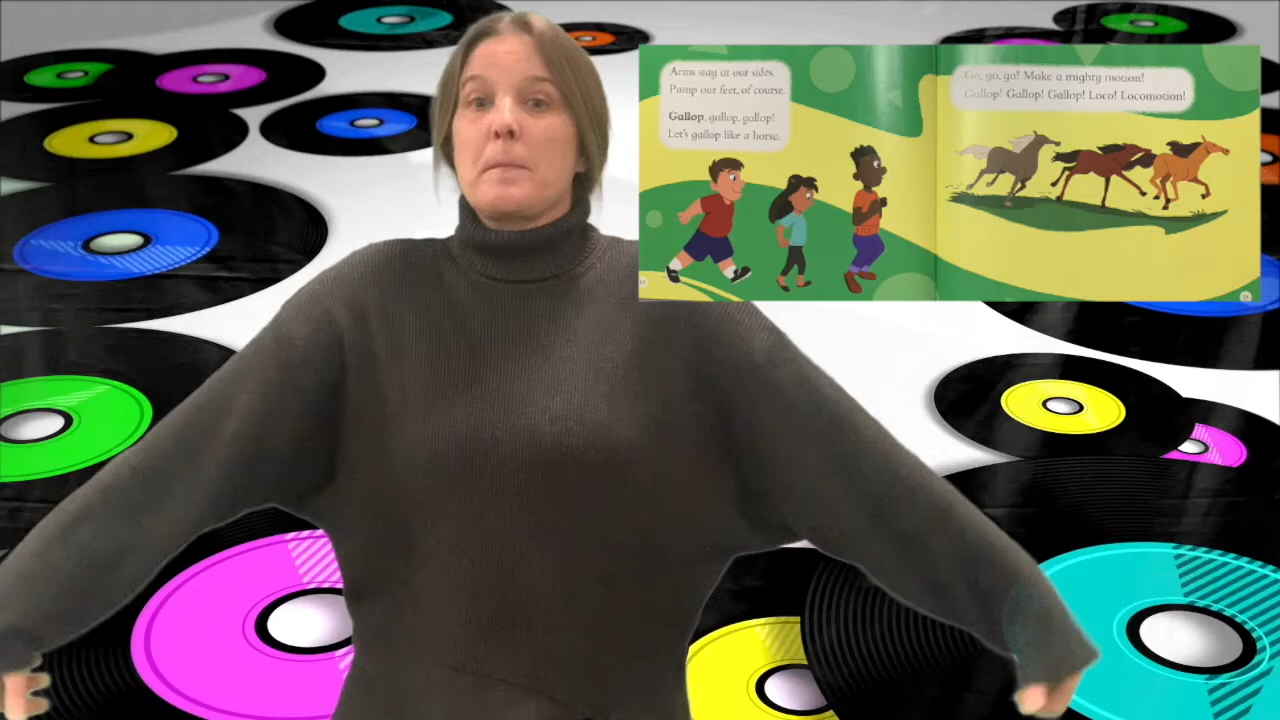 Arms stay at our sides.
Pump our feet, of course.
Gallop, gallop, gallop!
Let's gallop like a horse.
Go, go, go! Make a mighty motion!
Gallop! Gallop! Gallop! Loco! Locomotion!